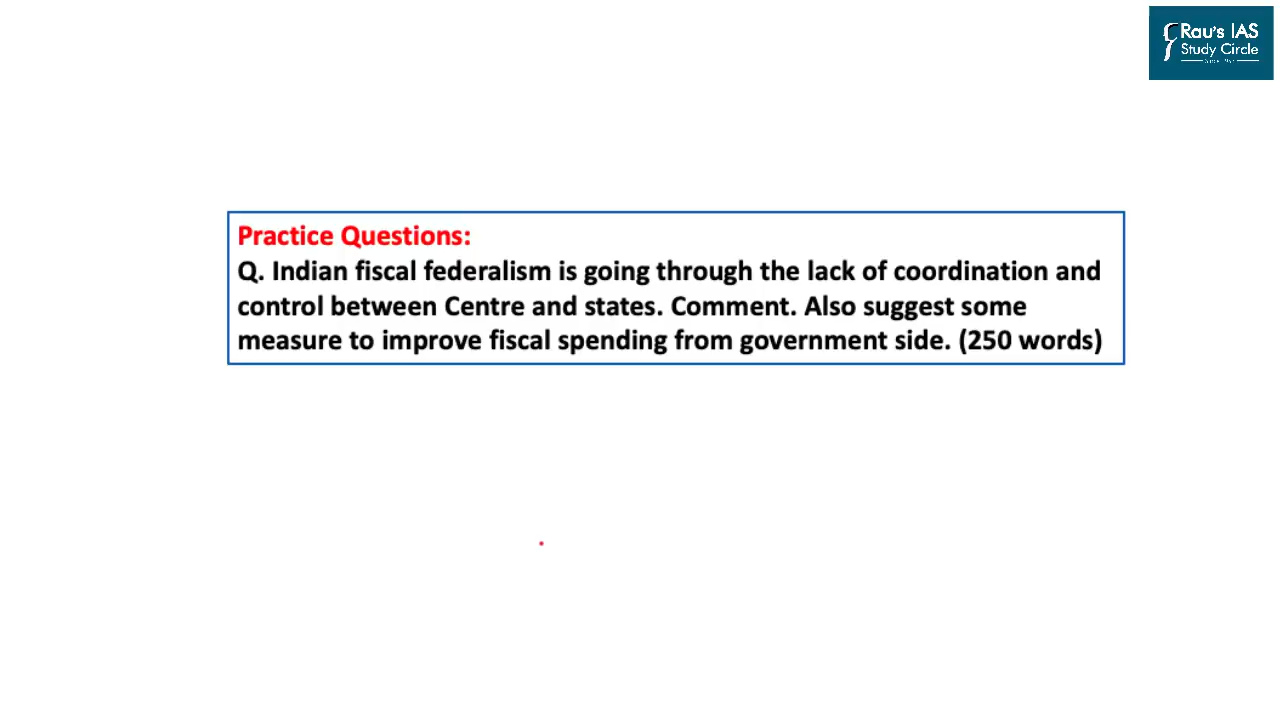 Rau's IAS
Study Circle
Practice Questions:
Q. Indian fiscal federalism is going through the lack of coordination and
control between Centre and states. Comment. Also suggest some
measure to improve fiscal spending from government side. (250 words)